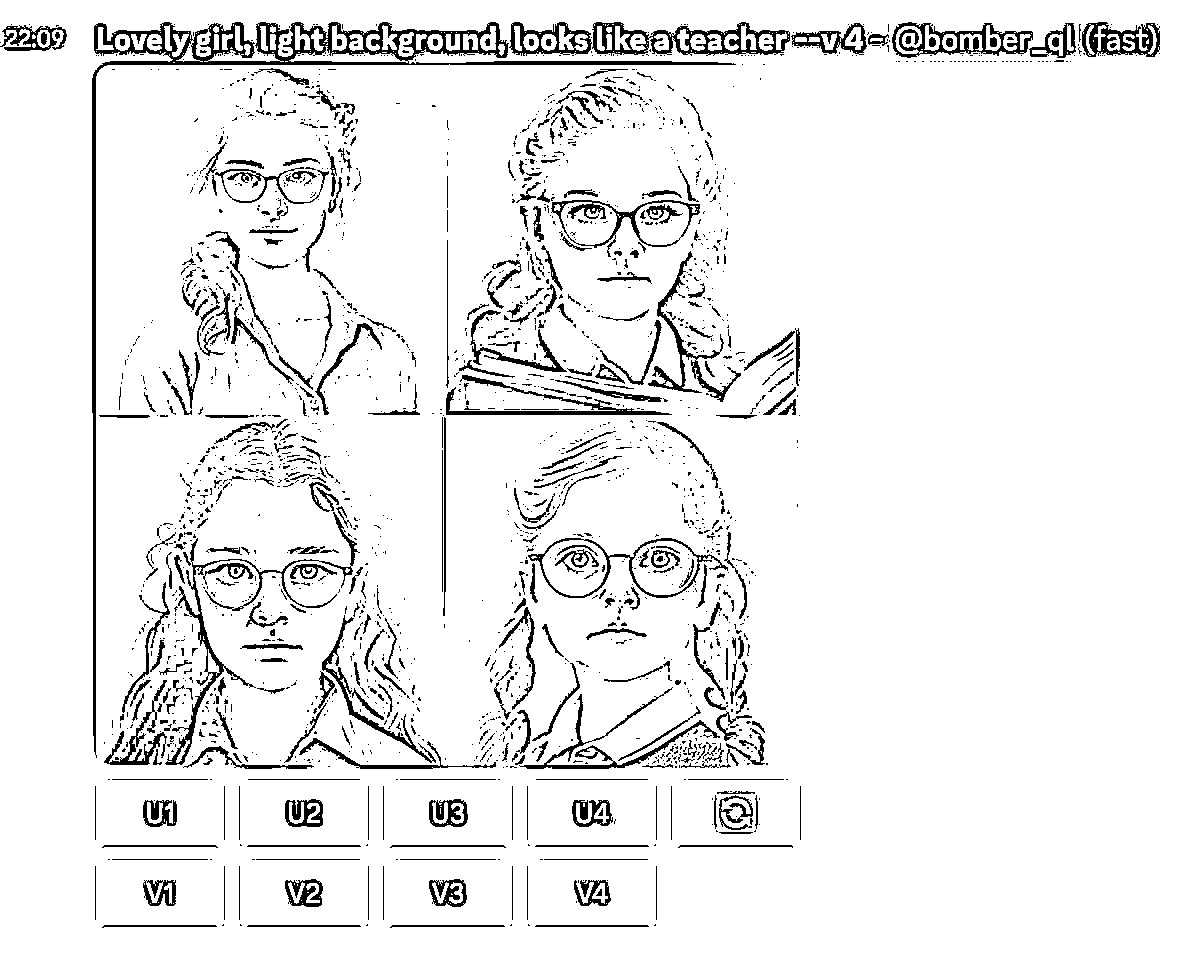 22:09 Lovely girl, light background, looks like a teacher --v 4 - @bomber_ql (fast)
U1 U2 U3 U4
V1 V2 V3 V4